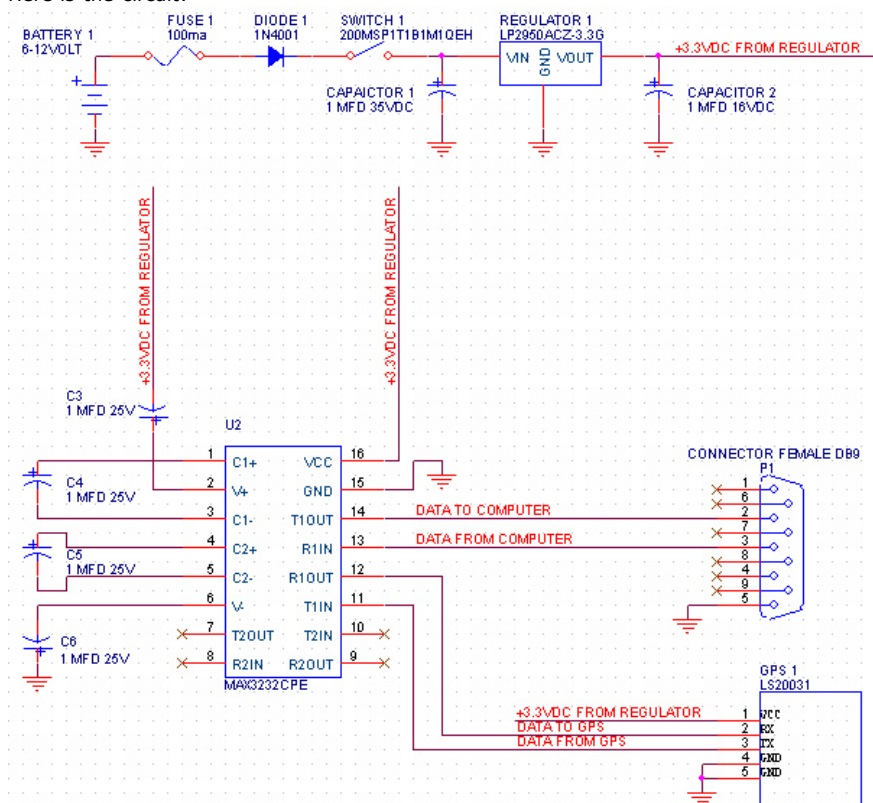 Here is the circuit.
BATTERY 1
6-12VOLT
FUSE 1
100ma
DIODE 1
1N4001
SWITCH 1
200MSP1T1B1M1QEH
REGULATOR 1
LP2950ACZ-3.3G
VIN
GND
VOUT
+3.3VDC FROM REGULATOR
CAPAICTOR 1
1 MFD 35VDC
CAPACITOR 2
1 MFD 16VDC
+3.3VDC FROM REGULATOR
+3.3VDC FROM REGULATOR
C3
1 MFD 25V
C4
1 MFD 25V
C5
1 MFD 25V
C6
1 MFD 25V
U2
1 C1+ VCC 16
2 V+ GND 15
3 C1- T1OUT 14
4 C2+ R1IN 13
5 C2- R1OUT 12
6 V- T1IN 11
7 T2OUT T2IN 10
8 R2IN R2OUT 9
MAX3232CPE
DATA TO COMPUTER
DATA FROM COMPUTER
CONNECTOR FEMALE DB9
P1
1
6
2
7
3
8
4
9
5
GPS 1
LS20031
+3.3VDC FROM REGULATOR
DATA TO GPS
DATA FROM GPS
1 VCC
2 RX
3 TX
4 GND
5 GND